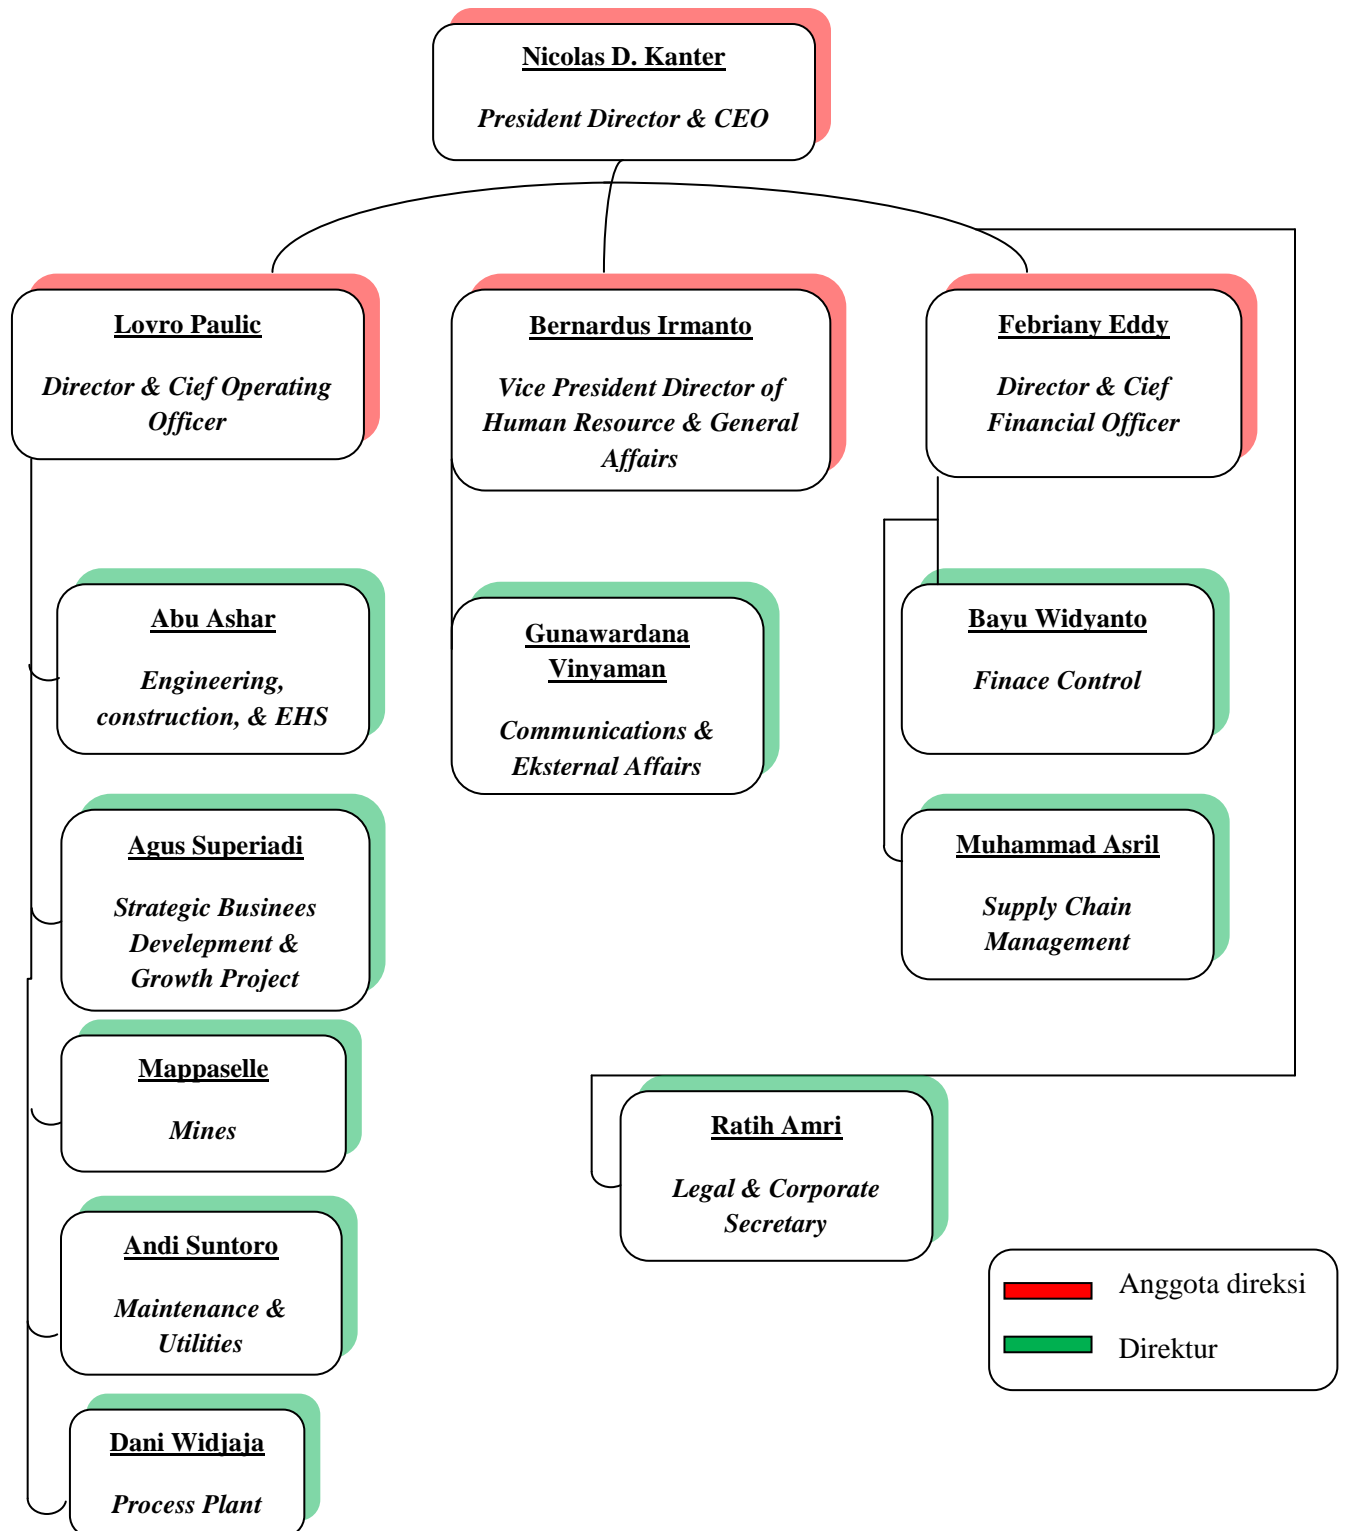 Nicolas D. Kanter
President Director & CEO
Lovro Paulic
Director & Cief Operating
Officer
Bernardus Irmanto
Vice President Director of
Human Resource & General
Affairs
Febriany Eddy
Director & Cief
Financial Officer
Abu Ashar
Engineering,
construction, & EHS
Gunawardana
Vinyaman
Communications &
Eksternal Affairs
Bayu Widyanto
Finace Control
Agus Superiadi
Strategic Businees
Develepment &
Growth Project
Muhammad Asril
Supply Chain
Management
Mappaselle
Mines
Ratih Amri
Legal & Corporate
Secretary
Andi Suntoro
Maintenance &
Utilities
Anggota direksi
Direktur
Dani Widjaja
Process Plant